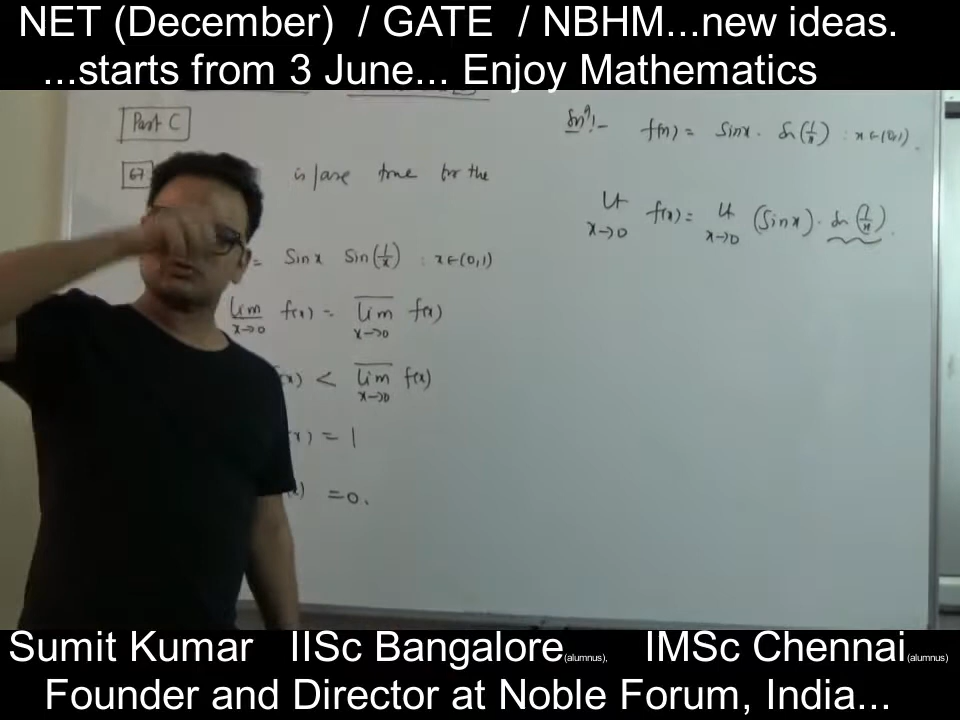 NET (December) / GATE / NBHM...new ideas.
...starts from 3 June... Enjoy Mathematics
Part C
67
is/are true for the
= Sinx Sin(1/x) : x∈(0,1)
lim x→0 f(x) = lim x→0 f(x)
(x) < lim x→0 f(x)
(x) = 1
=0.
Sol^n:- f(x) = Sinx . Sin(1/x) : x∈(0,1).
Lt x→0 f(x) = Lt x→0 (Sinx) . Sin(1/x).
Sumit Kumar IISc Bangalore(alumnus), IMSc Chennai(alumnus)
Founder and Director at Noble Forum, India...